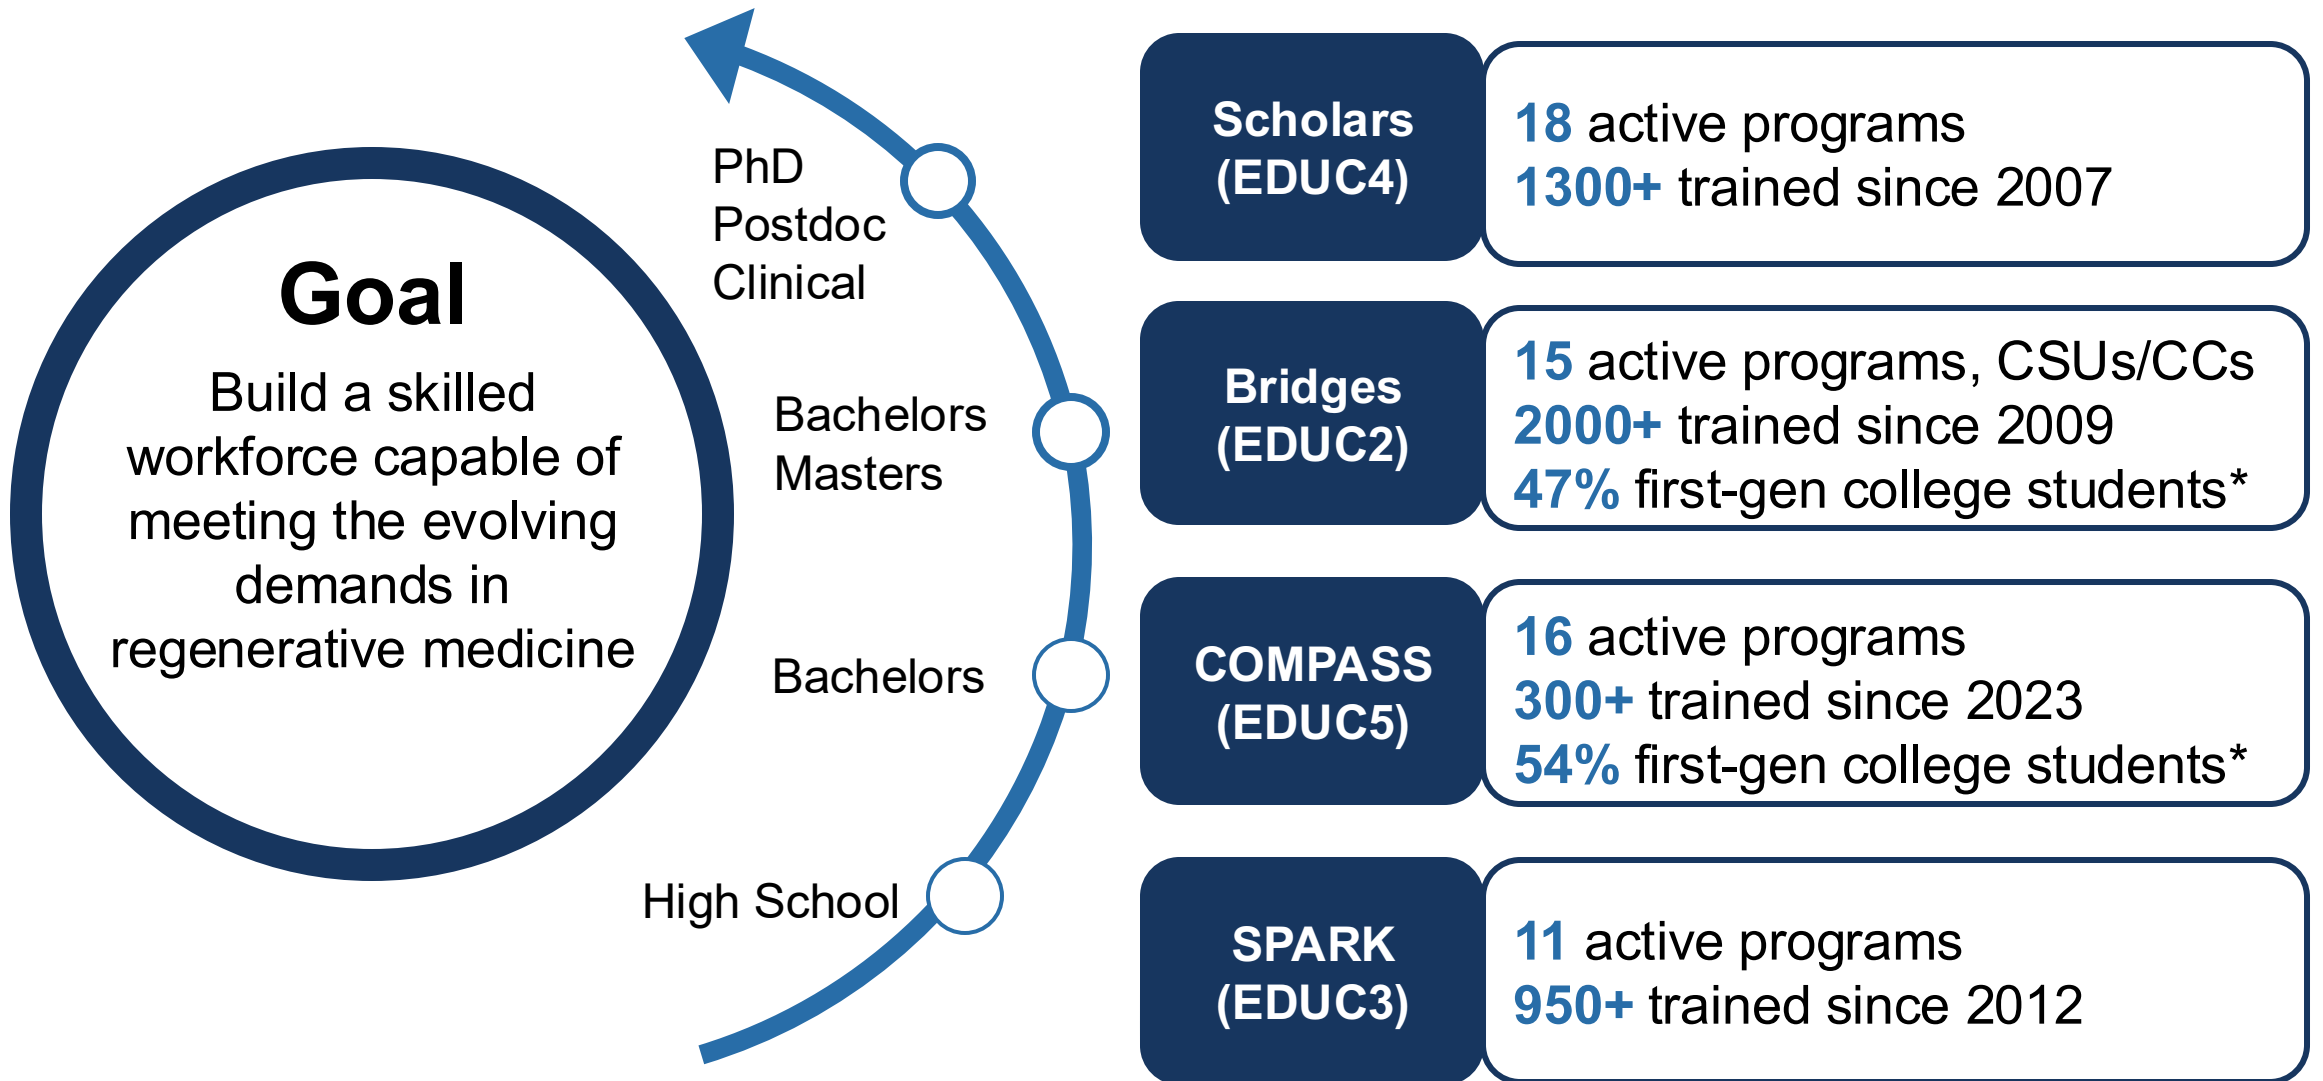 Goal
Build a skilled
workforce capable of
meeting the evolving
demands in
regenerative medicine
PhD
Postdoc
Clinical
Bachelors
Masters
Bachelors
High School
Scholars
(EDUC4)
18 active programs
1300+ trained since 2007
Bridges
(EDUC2)
15 active programs, CSUs/CCs
2000+ trained since 2009
47% first-gen college students*
COMPASS
(EDUC5)
16 active programs
300+ trained since 2023
54% first-gen college students*
SPARK
(EDUC3)
11 active programs
950+ trained since 2012